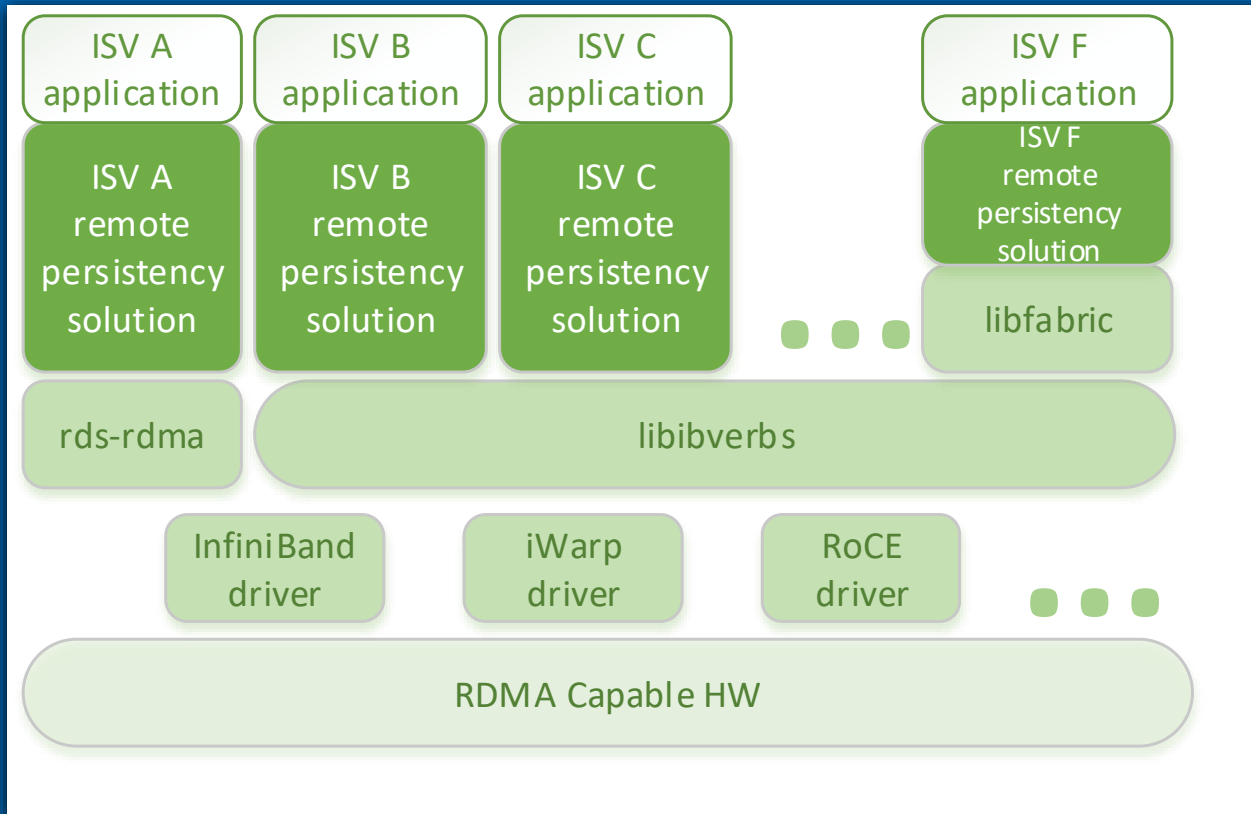 ISV A
application
ISV B
application
ISV C
application
ISV F
application
ISV A
remote
persistency
solution
ISV B
remote
persistency
solution
ISV C
remote
persistency
solution
ISV F
remote
persistency
solution
libfabric
rds-rdma
libibverbs
InfiniBand
driver
iWarp
driver
RoCE
driver
RDMA Capable HW